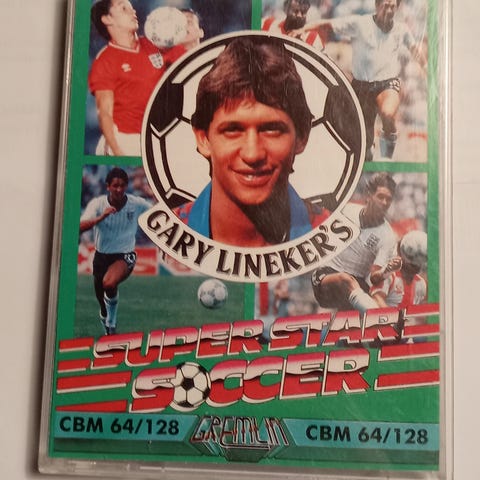 GARY LINEKER'S
SUPER STAR
SOCCER
CBM 64/128 GREMLIN CBM 64/128